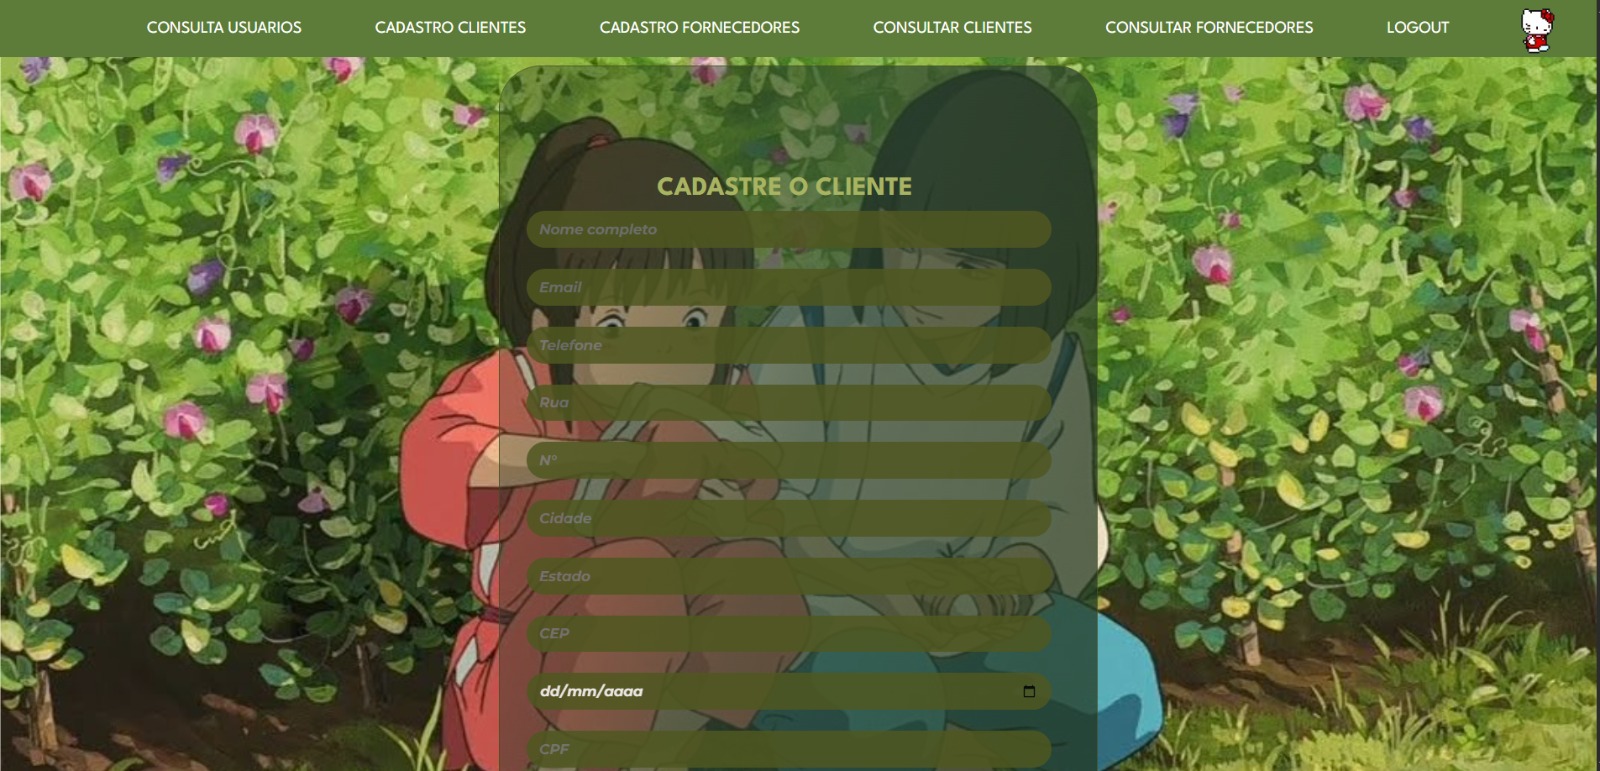 CONSULTA USUARIOS CADASTRO CLIENTES CADASTRO FORNECEDORES CONSULTAR CLIENTES CONSULTAR FORNECEDORES LOGOUT
CADASTRE O CLIENTE
Nome completo
Email
Telefone
Rua
N°
Cidade
Estado
CEP
dd/mm/aaaa
CPF